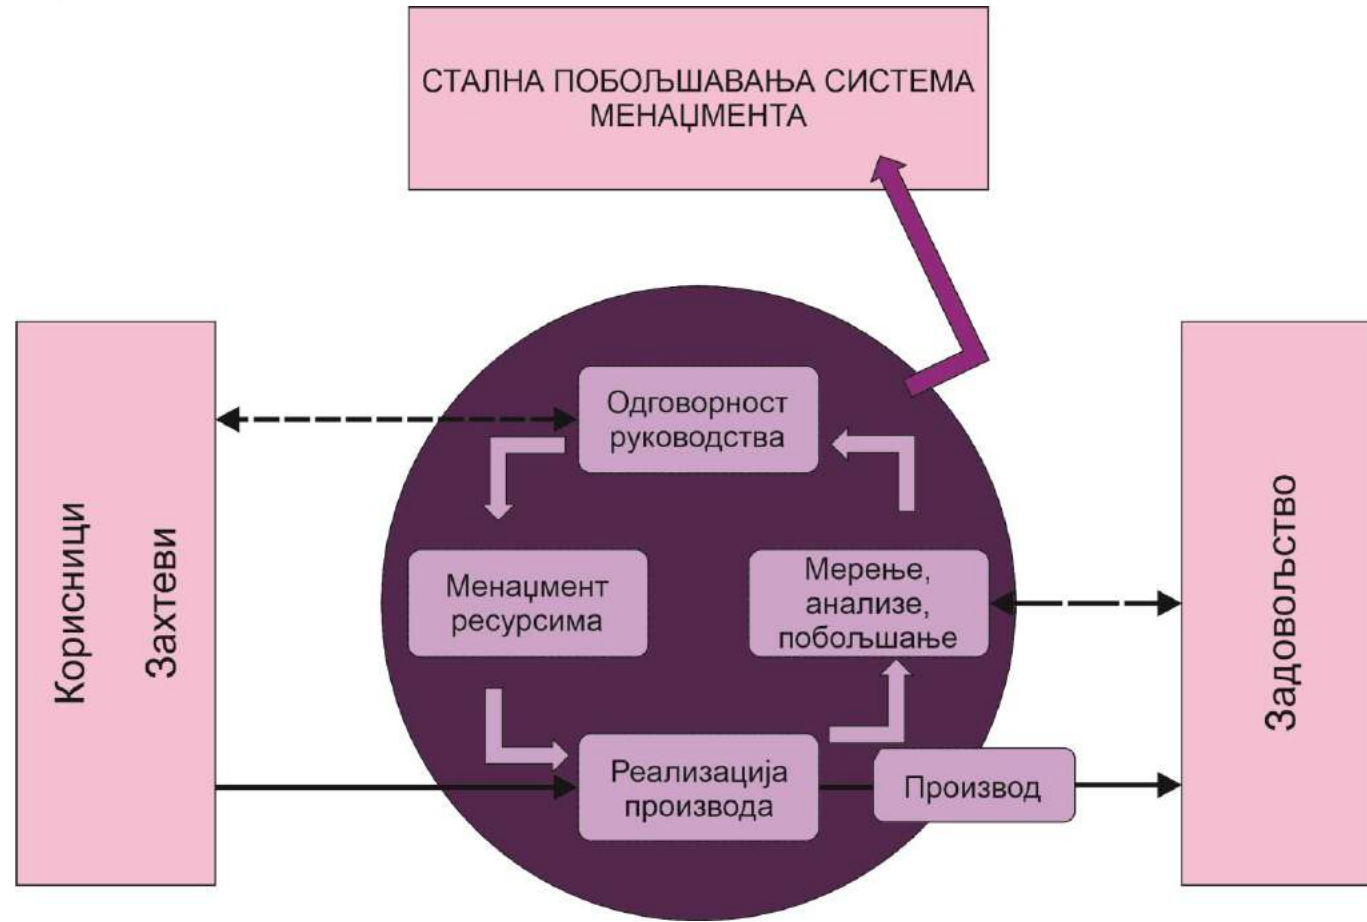 СТАЛНА ПОБОЉШАВАЊА СИСТЕМА
МЕНАЏМЕНТА
Корисници
Захтеви
Одговорност
руководства
Менаџмент
ресурсима
Мерење,
анализе,
побољшање
Реализација
производа
Производ
Задовољство